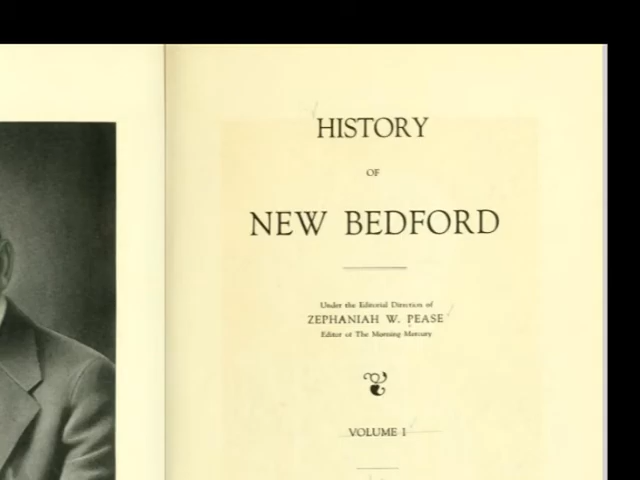 HISTORY
OF
NEW BEDFORD
Under the Editorial Direction of
ZEPHANIAH W. PEASE
Editor of The Morning Mercury
VOLUME I